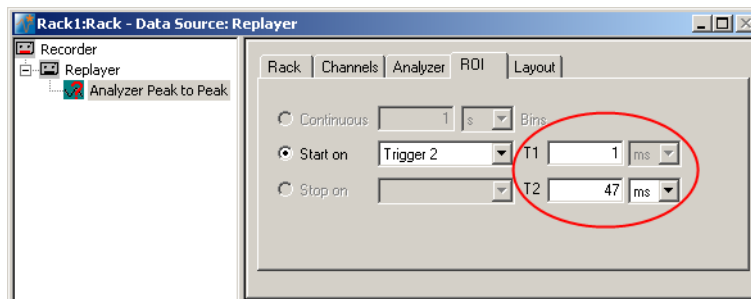 Rack1:Rack - Data Source: Replayer
Recorder
Replayer
Analyzer Peak to Peak
Rack Channels Analyzer ROI Layout
Continuous 1 s Bins
Start on Trigger 2 T1 1 ms
Stop on T2 47 ms